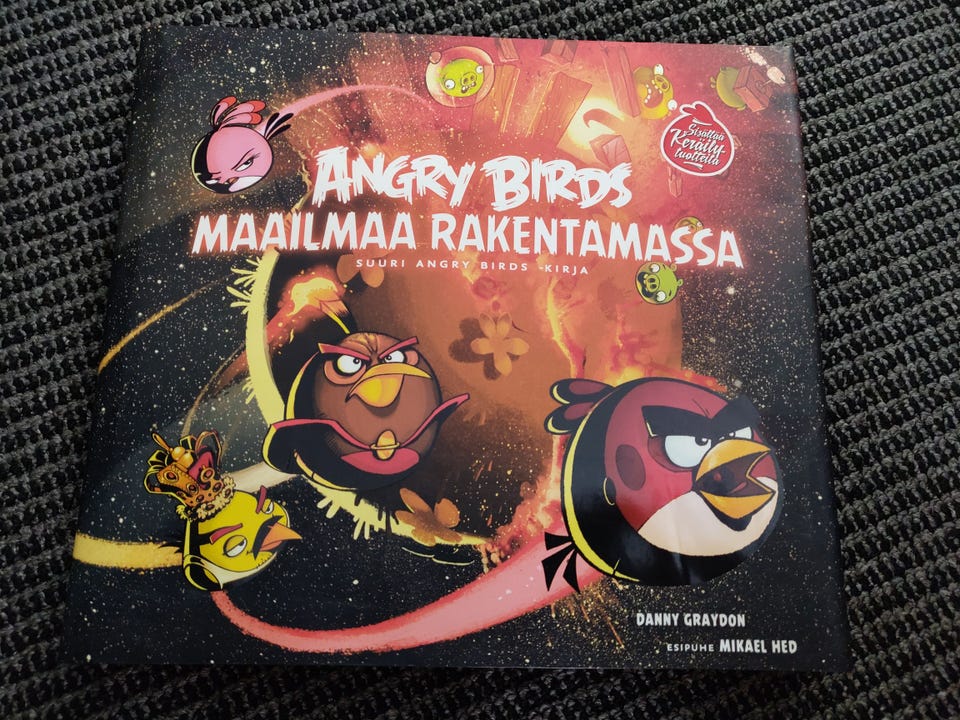 Sisältää
Keräily-
tuotteita
ANGRY BIRDS
MAAILMAA RAKENTAMASSA
SUURI ANGRY BIRDS -KIRJA
DANNY GRAYDON
ESIPUHE MIKAEL HED